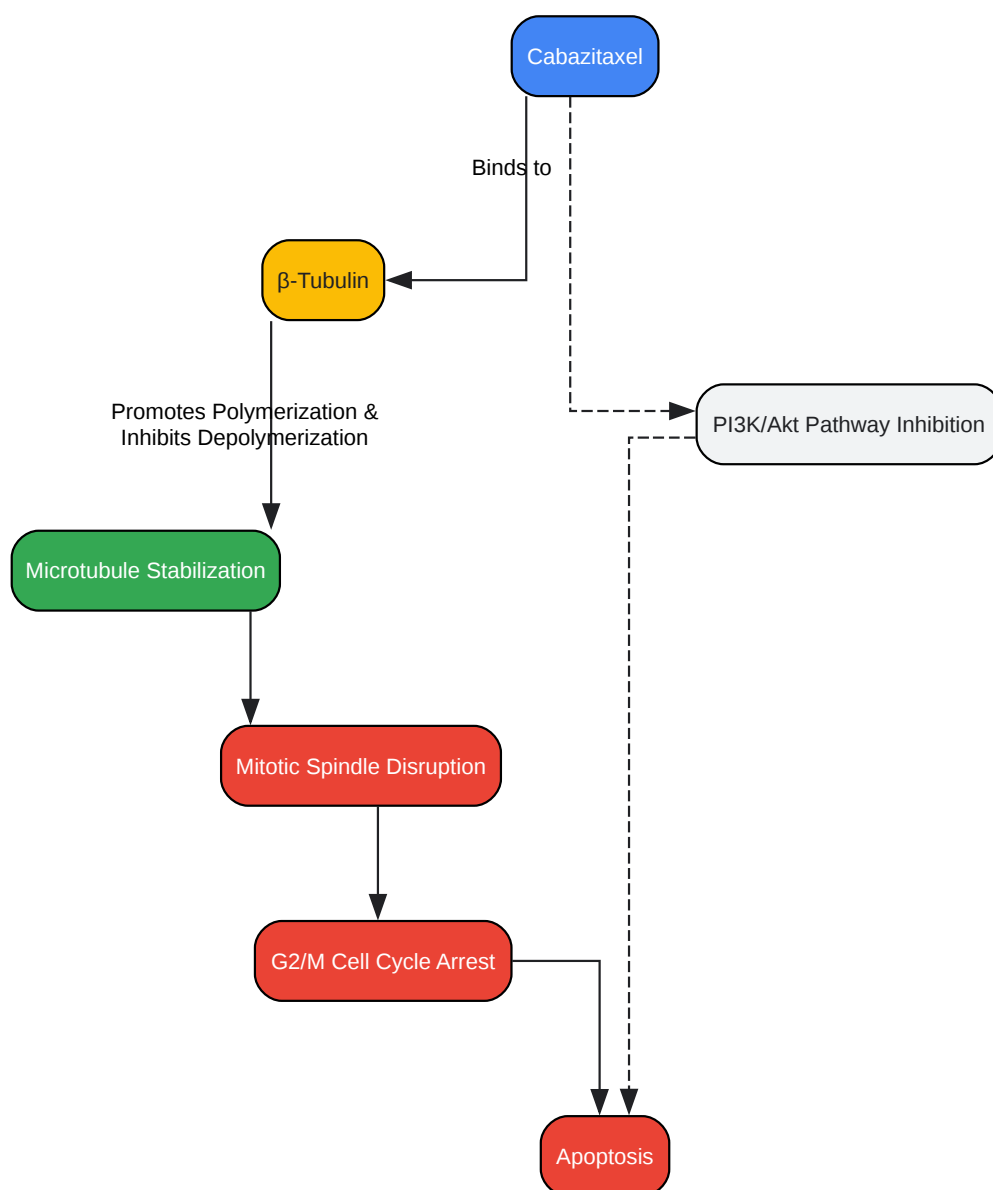 Cabazitaxel
Binds to
β-Tubulin
Promotes Polymerization &
Inhibits Depolymerization
PI3K/Akt Pathway Inhibition
Microtubule Stabilization
Mitotic Spindle Disruption
G2/M Cell Cycle Arrest
Apoptosis